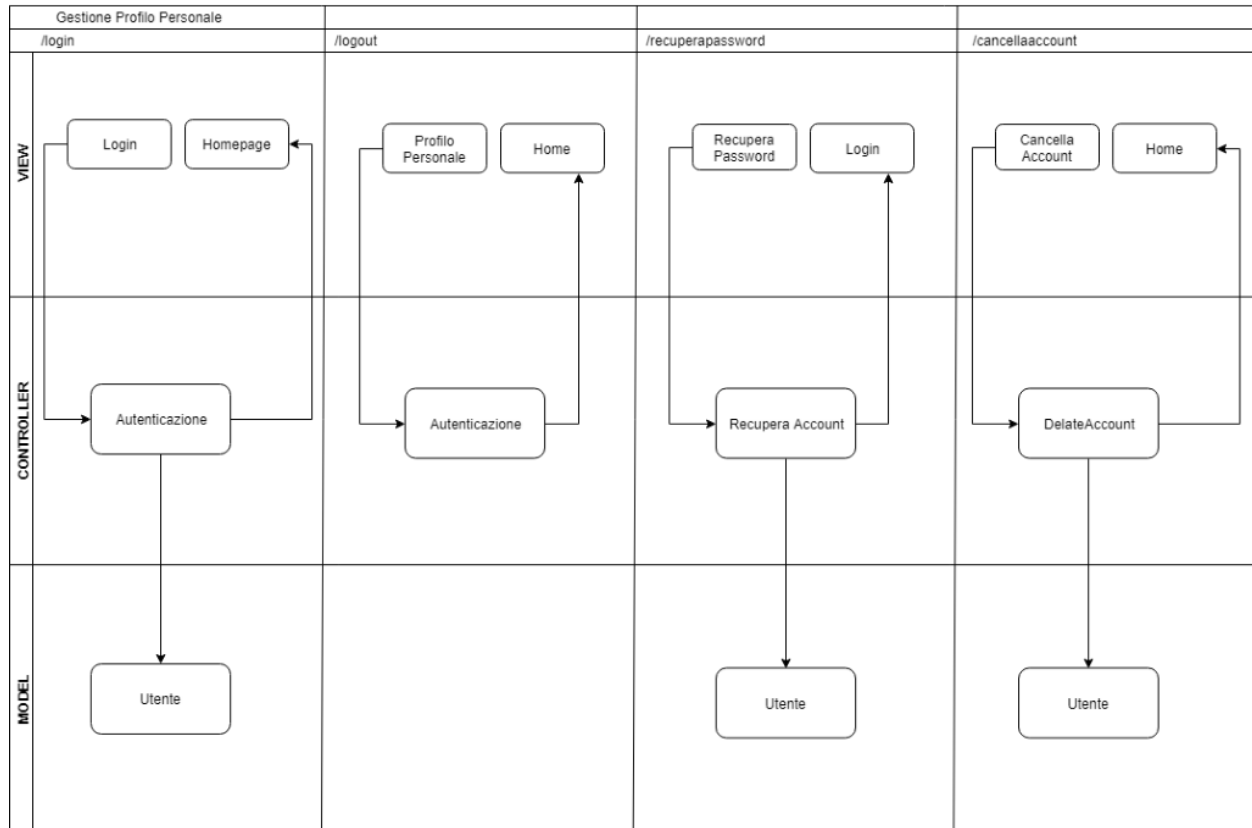 Gestione Profilo Personale
/login
/logout
/recuperapassword
/cancellaaccount
VIEW
Login
Homepage
Profilo
Personale
Home
Recupera
Password
Login
Cancella
Account
Home
CONTROLLER
Autenticazione
Autenticazione
Recupera Account
DelateAccount
MODEL
Utente
Utente
Utente